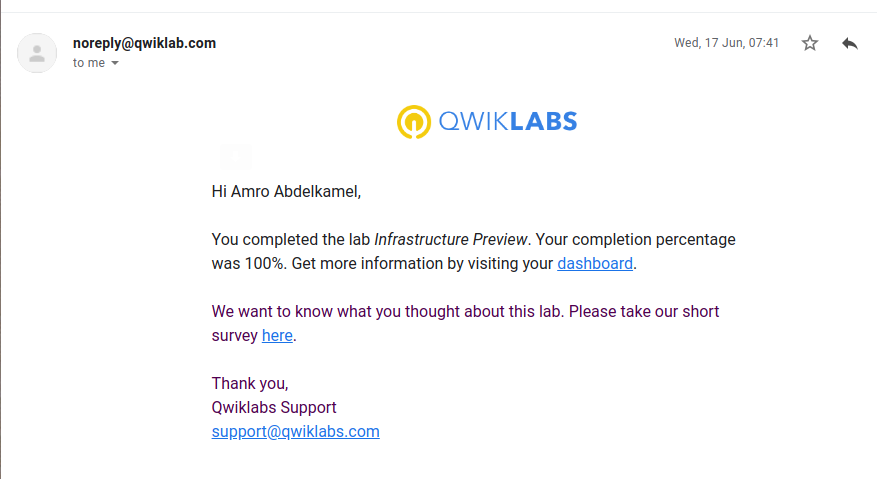 noreply@qwiklab.com
Wed, 17 Jun, 07:41
to me
QWIKLABS
Hi Amro Abdelkamel,
You completed the lab Infrastructure Preview. Your completion percentage
was 100%. Get more information by visiting your dashboard.
We want to know what you thought about this lab. Please take our short
survey here.
Thank you,
Qwiklabs Support
support@qwiklabs.com